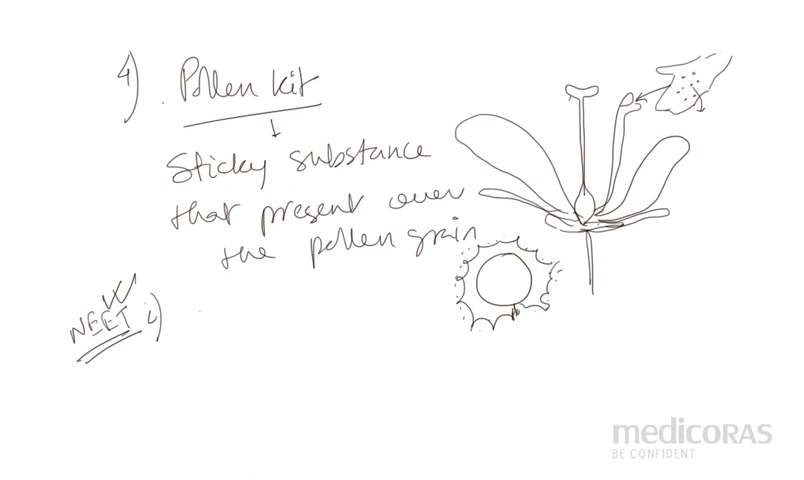 4) Pollen kit
Sticky substance
that present over
the pollen grain
NEET i)
medicoRAS
BE CONFIDENT